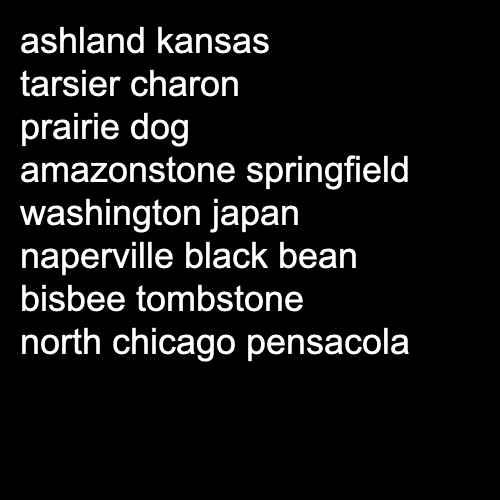 ashland kansas
tarsier charon
prairie dog
amazonstone springfield
washington japan
naperville black bean
bisbee tombstone
north chicago pensacola